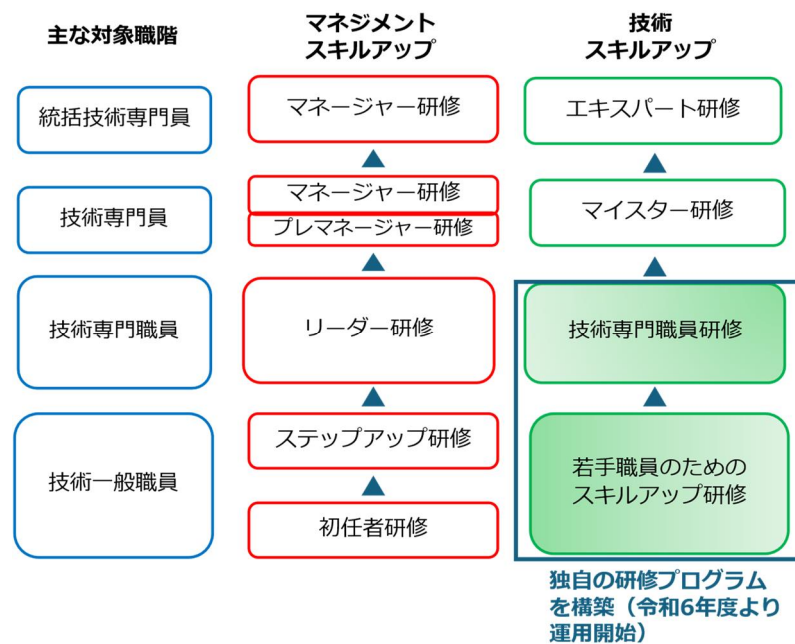 主な対象職階
マネジメント
スキルアップ
技術
スキルアップ
統括技術専門員
マネージャー研修
エキスパート研修
技術専門員
マネージャー研修
プレマネージャー研修
マイスター研修
技術専門職員
リーダー研修
技術専門職員研修
技術一般職員
ステップアップ研修
初任者研修
若手職員のための
スキルアップ研修
独自の研修プログラム
を構築（令和6年度より
運用開始）